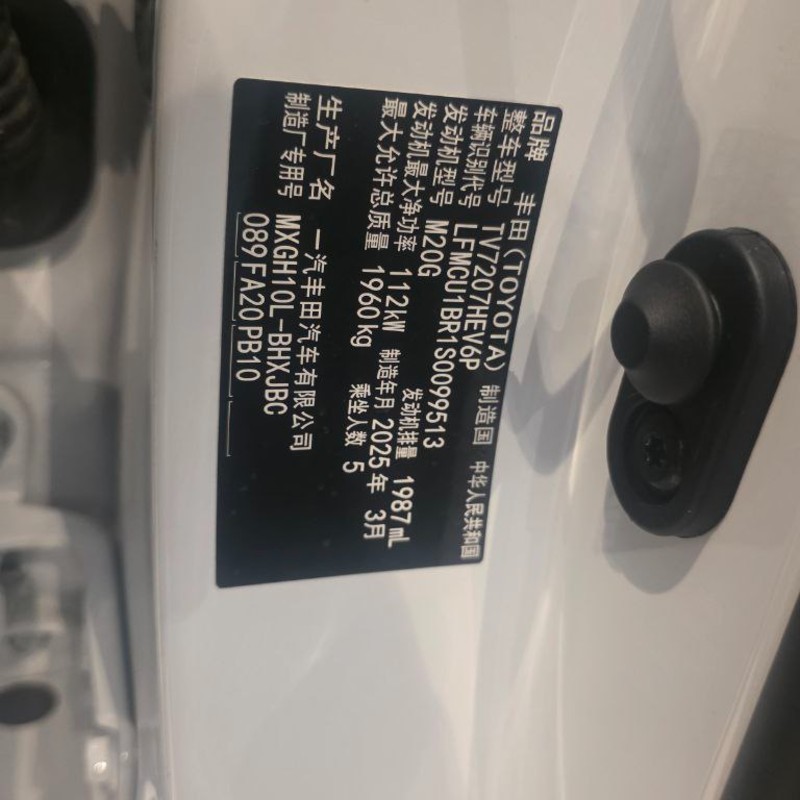 品牌 丰田(TOYOTA) 制造国 中华人民共和国
整车型号 TV7207HEV6P
车辆识别代号 LFMCU1BR1S0099513
发动机型号 M20G 发动机排量 1987mL
发动机最大净功率 112kW 制造年月 2025年 3月
最大允许总质量 1960kg 乘坐人数 5
生产厂名 一汽丰田汽车有限公司
制造厂专用号 MXGH10L-BHXJBC
089FA20PB10